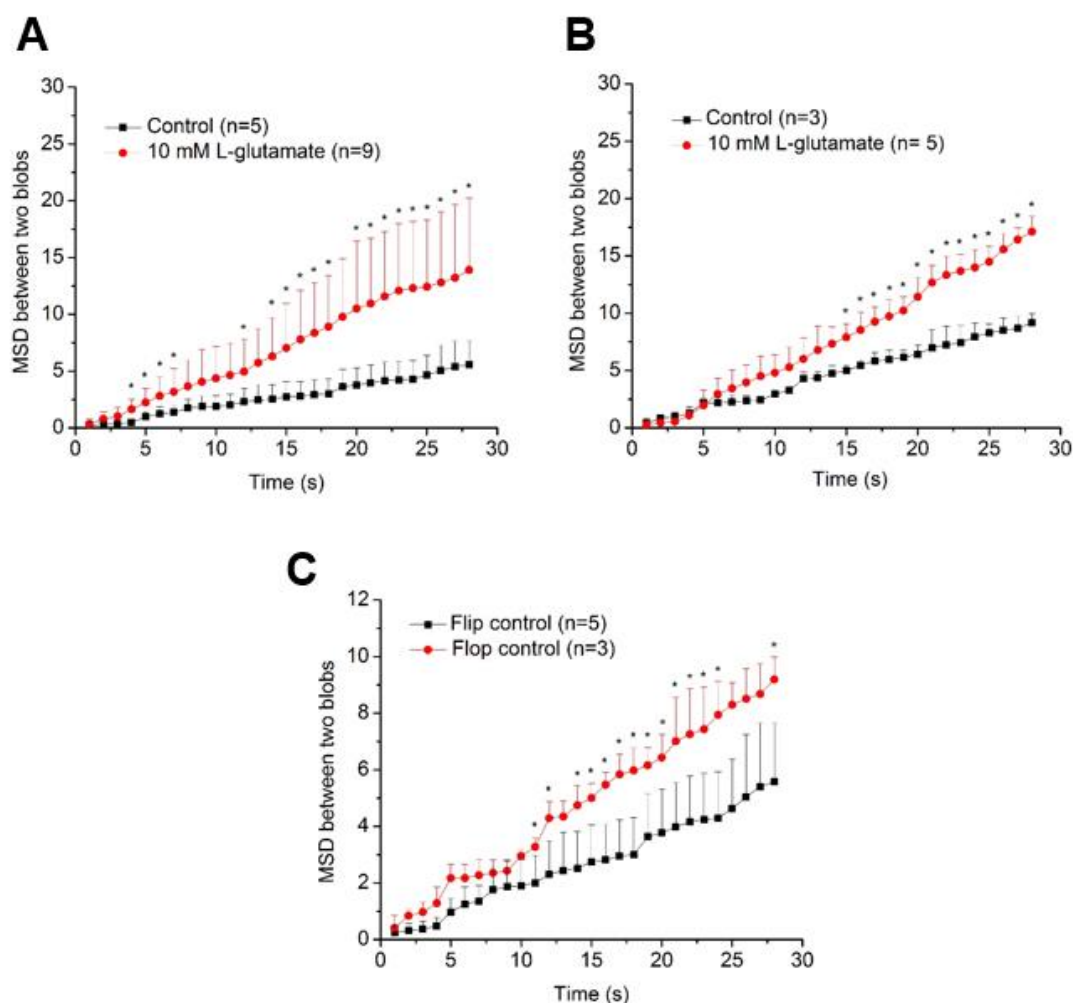 A
B
30
25
20
15
10
5
0
MSD between two blobs
Control (n=5)
10 mM L-glutamate (n=9)
* * * * * * * * * * * * * * * * * * *
0 5 10 15 20 25 30
Time (s)
30
25
20
15
10
5
0
MSD between two blobs
Control (n=3)
10 mM L-glutamate (n= 5)
* * * * * * * * * * * * * *
0 5 10 15 20 25 30
Time (s)
C
12
10
8
6
4
2
0
MSD between two blobs
Flip control (n=5)
Flop control (n=3)
* * * * * * * * * * * * * *
0 5 10 15 20 25 30
Time (s)